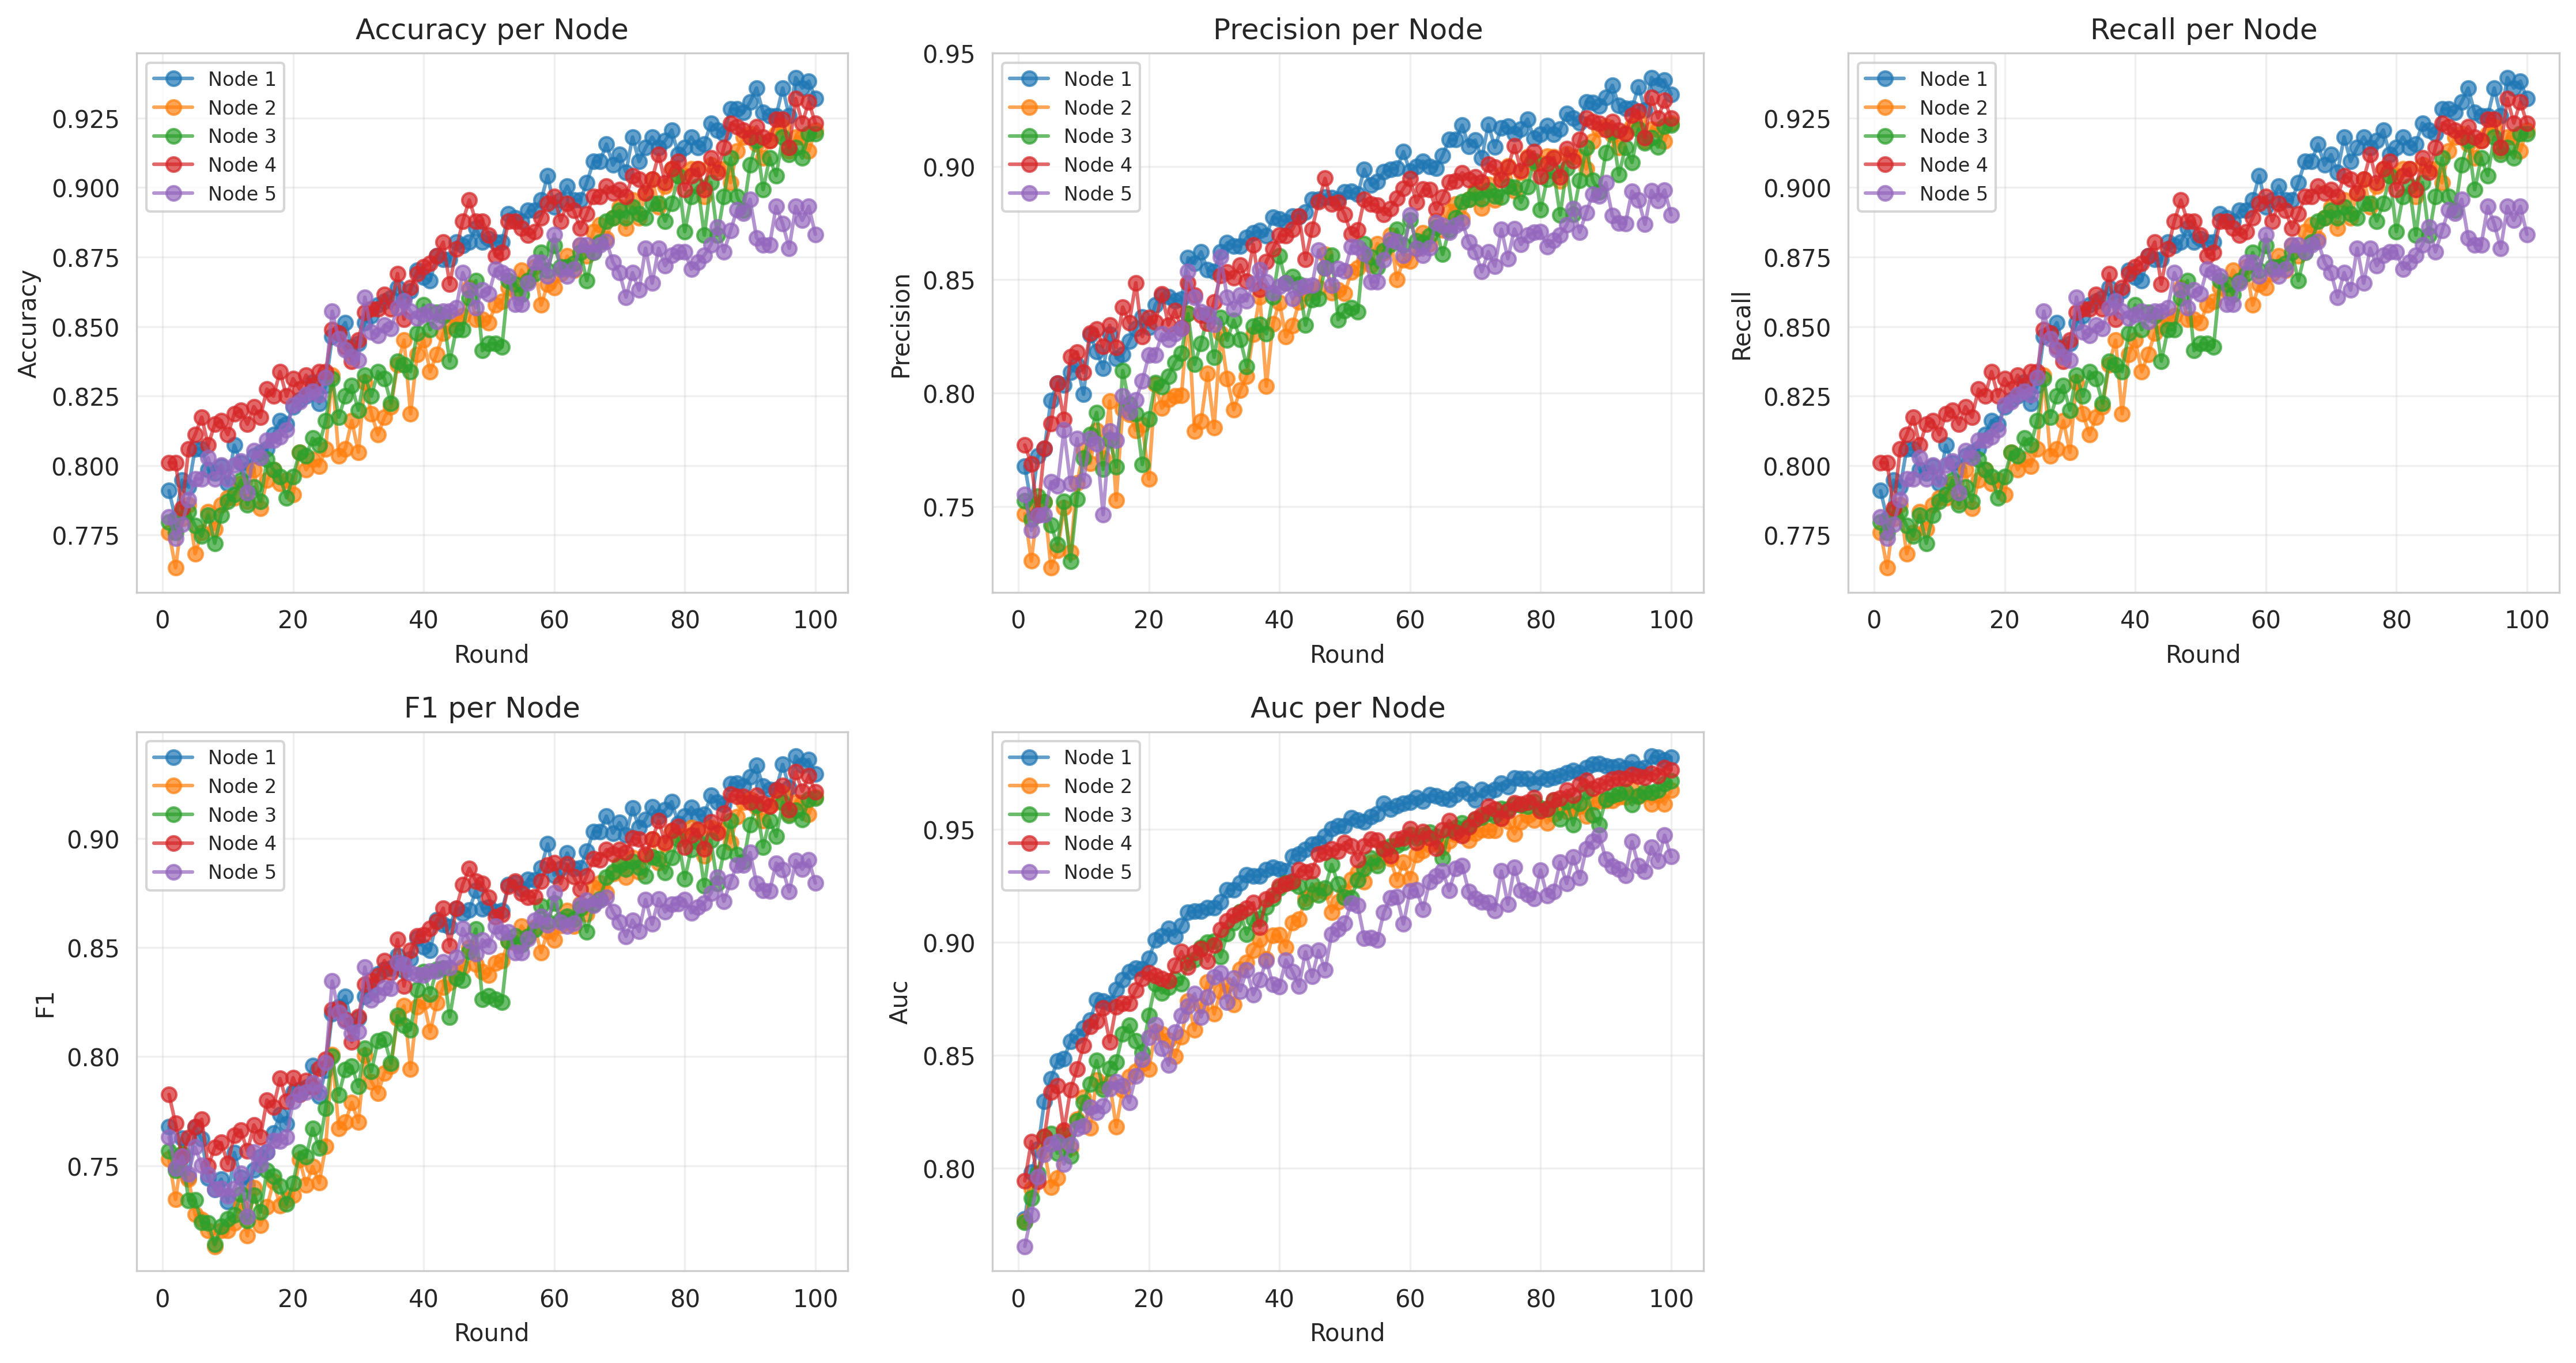 Accuracy per Node
Accuracy
0.925
0.900
0.875
0.850
0.825
0.800
0.775
Node 1
Node 2
Node 3
Node 4
Node 5
0 20 40 60 80 100
Round
Precision per Node
Precision
0.95
0.90
0.85
0.80
0.75
Node 1
Node 2
Node 3
Node 4
Node 5
0 20 40 60 80 100
Round
Recall per Node
Recall
0.925
0.900
0.875
0.850
0.825
0.800
0.775
Node 1
Node 2
Node 3
Node 4
Node 5
0 20 40 60 80 100
Round
F1 per Node
F1
0.90
0.85
0.80
0.75
Node 1
Node 2
Node 3
Node 4
Node 5
0 20 40 60 80 100
Round
Auc per Node
Auc
0.95
0.90
0.85
0.80
Node 1
Node 2
Node 3
Node 4
Node 5
0 20 40 60 80 100
Round